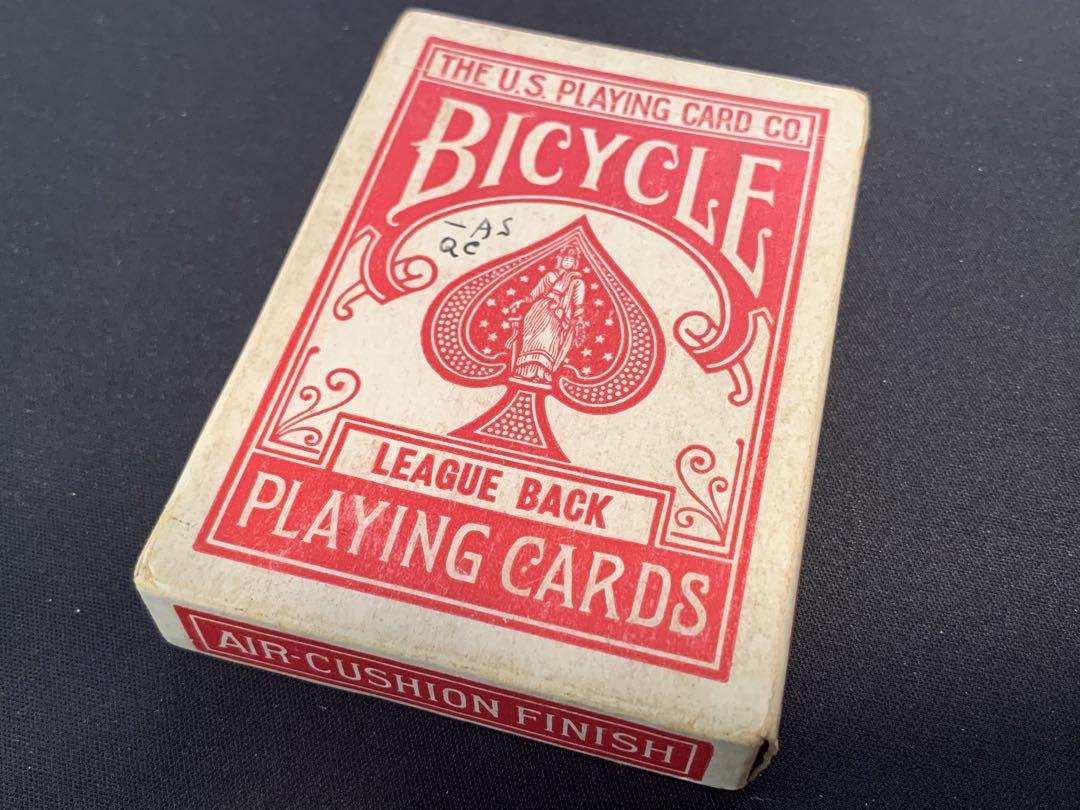 THE U.S. PLAYING CARD CO.
BICYCLE
— AS
QC
LEAGUE BACK
PLAYING CARDS
AIR-CUSHION FINISH